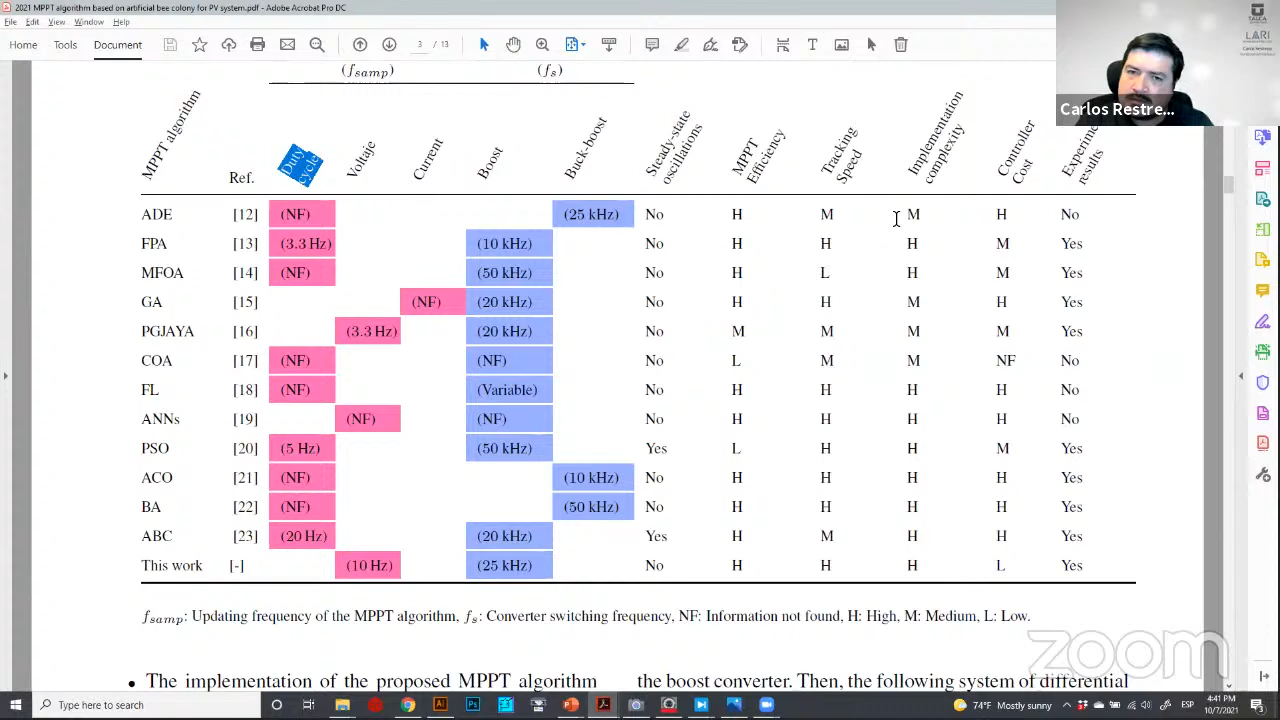 2021 MPPT algorithm based on artificial bee colony for PV system.pdf - Adobe Acrobat Pro DC
File Edit View Window Help
Home Tools Document 3 / 13
TALCA
LARI
Carlos Restrepo
Carlos Restre...
(fsamp) (fs)
MPPT algorithm Ref. Duty cycle Voltaje Current Boost Buck-boost Steady-state oscillations MPPT Efficiency Tracking Speed Implementation complexity Controller Cost Experime results
ADE [12] (NF) (25 kHz) No H M M H No
FPA [13] (3.3 Hz) (10 kHz) No H H H M Yes
MFOA [14] (NF) (50 kHz) No H L H M Yes
GA [15] (NF) (20 kHz) No H H M H Yes
PGJAYA [16] (3.3 Hz) (20 kHz) No M M M M Yes
COA [17] (NF) (NF) No L M M NF No
FL [18] (NF) (Variable) No H H H H No
ANNs [19] (NF) (NF) No H H H H No
PSO [20] (5 Hz) (50 kHz) Yes L H H M Yes
ACO [21] (NF) (10 kHz) No H H H H Yes
BA [22] (NF) (50 kHz) No H H H H Yes
ABC [23] (20 Hz) (20 kHz) Yes H M H H Yes
This work [-] (10 Hz) (25 kHz) No H H H L Yes
fsamp: Updating frequency of the MPPT algorithm, fs: Converter switching frequency, NF: Information not found, H: High, M: Medium, L: Low.
zoom
• The implementation of the proposed MPPT algorithm
the boost converter. Then, the following system of differential
Type here to search
74°F Mostly sunny
ESP
4:41 PM
10/7/2021